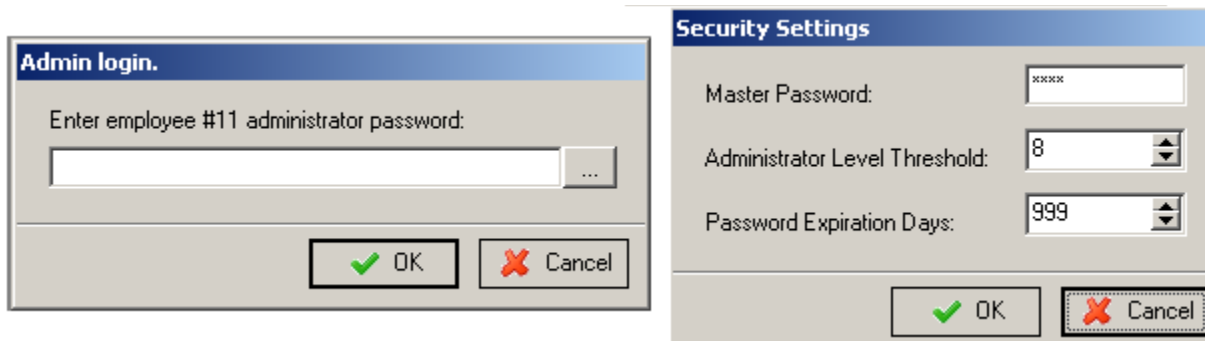 Admin login.
Enter employee #11 administrator password:
...
OK
Cancel
Security Settings
Master Password:
××××
Administrator Level Threshold:
8
Password Expiration Days:
999
OK
Cancel